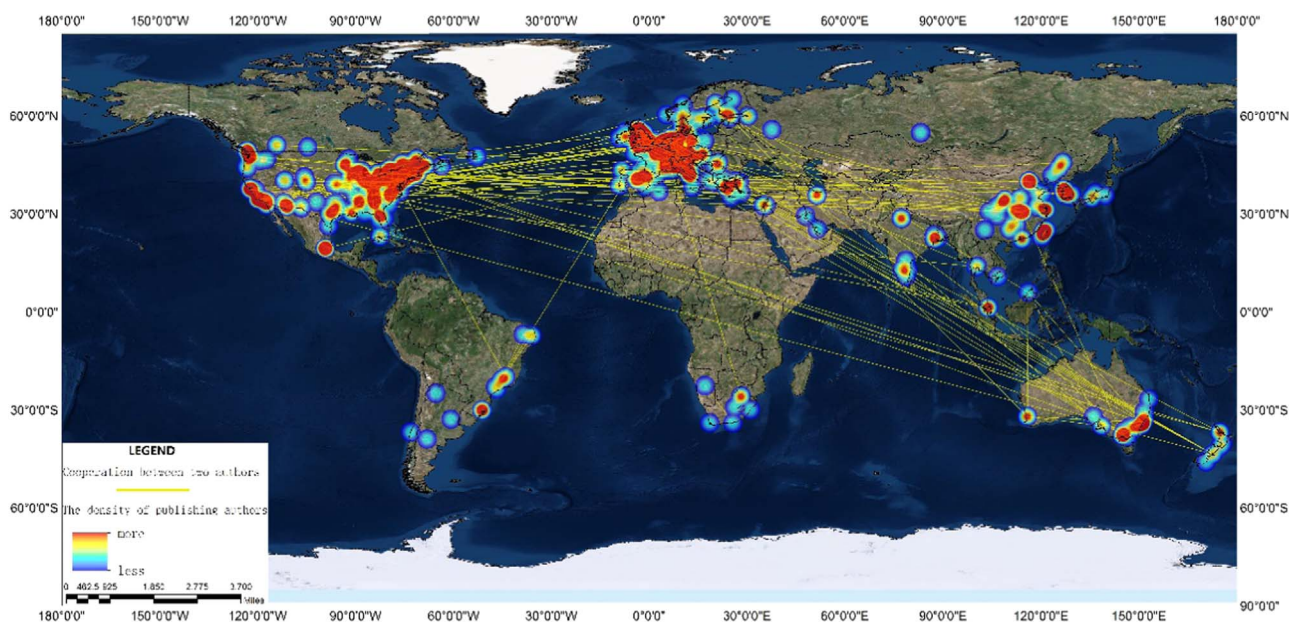 180°0'0" 150°0'0"W 120°0'0"W 90°0'0"W 60°0'0"W 30°0'0"W 0°0'0" 30°0'0"E 60°0'0"E 90°0'0"E 120°0'0"E 150°0'0"E 180°0'0"
60°0'0"N 60°0'0"N
30°0'0"N 30°0'0"N
0°0'0" 0°0'0"
30°0'0"S 30°0'0"S
LEGEND
Cooperation between two authors
60°0'0"S 60°0'0"S
The density of publishing authors
more
less
0 462.5 925 1,850 2,775 3,700
Miles
90°0'0"S
180°0'0" 150°0'0"W 120°0'0"W 90°0'0"W 60°0'0"W 30°0'0"W 0°0'0" 30°0'0"E 60°0'0"E 90°0'0"E 120°0'0"E 150°0'0"E 180°0'0"